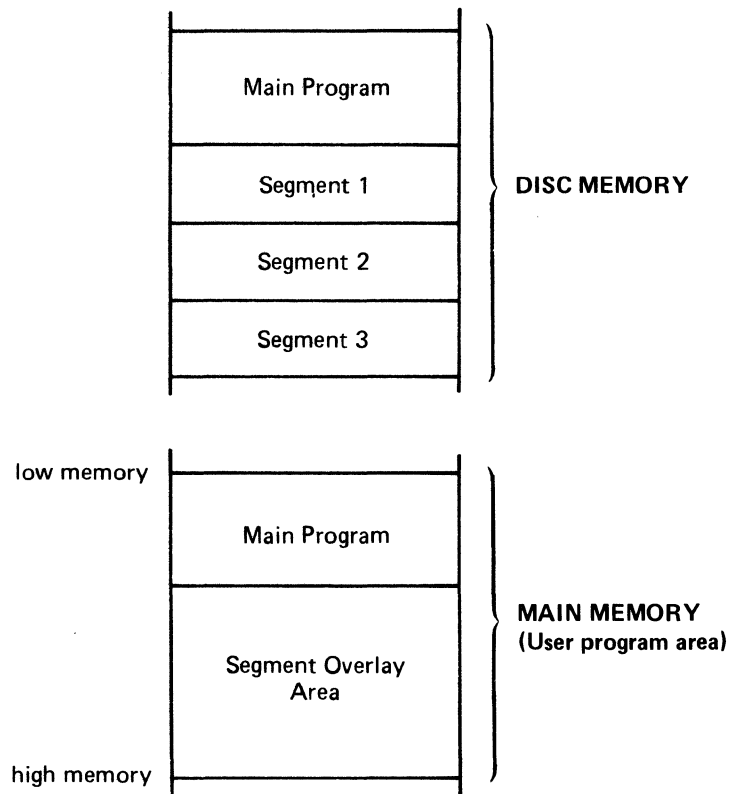 Main Program
Segment 1
DISC MEMORY
Segment 2
Segment 3
low memory
Main Program
MAIN MEMORY
(User program area)
Segment Overlay
Area
high memory